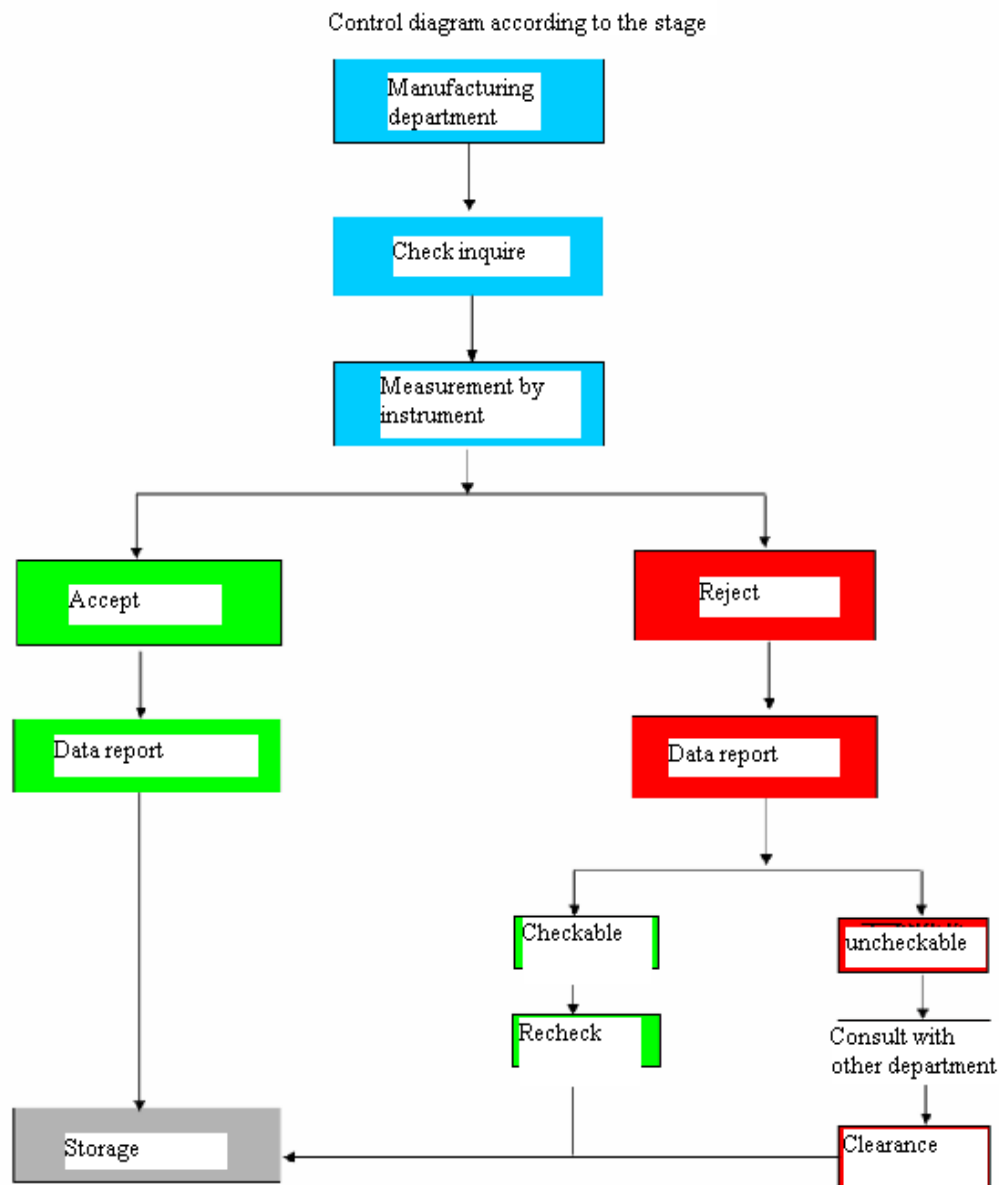 Control diagram according to the stage
Manufacturing
department
Check inquire
Measurement by
instrument
Accept
Reject
Data report
Data report
Checkable
uncheckable
Recheck
Consult with
other department
Storage
Clearance